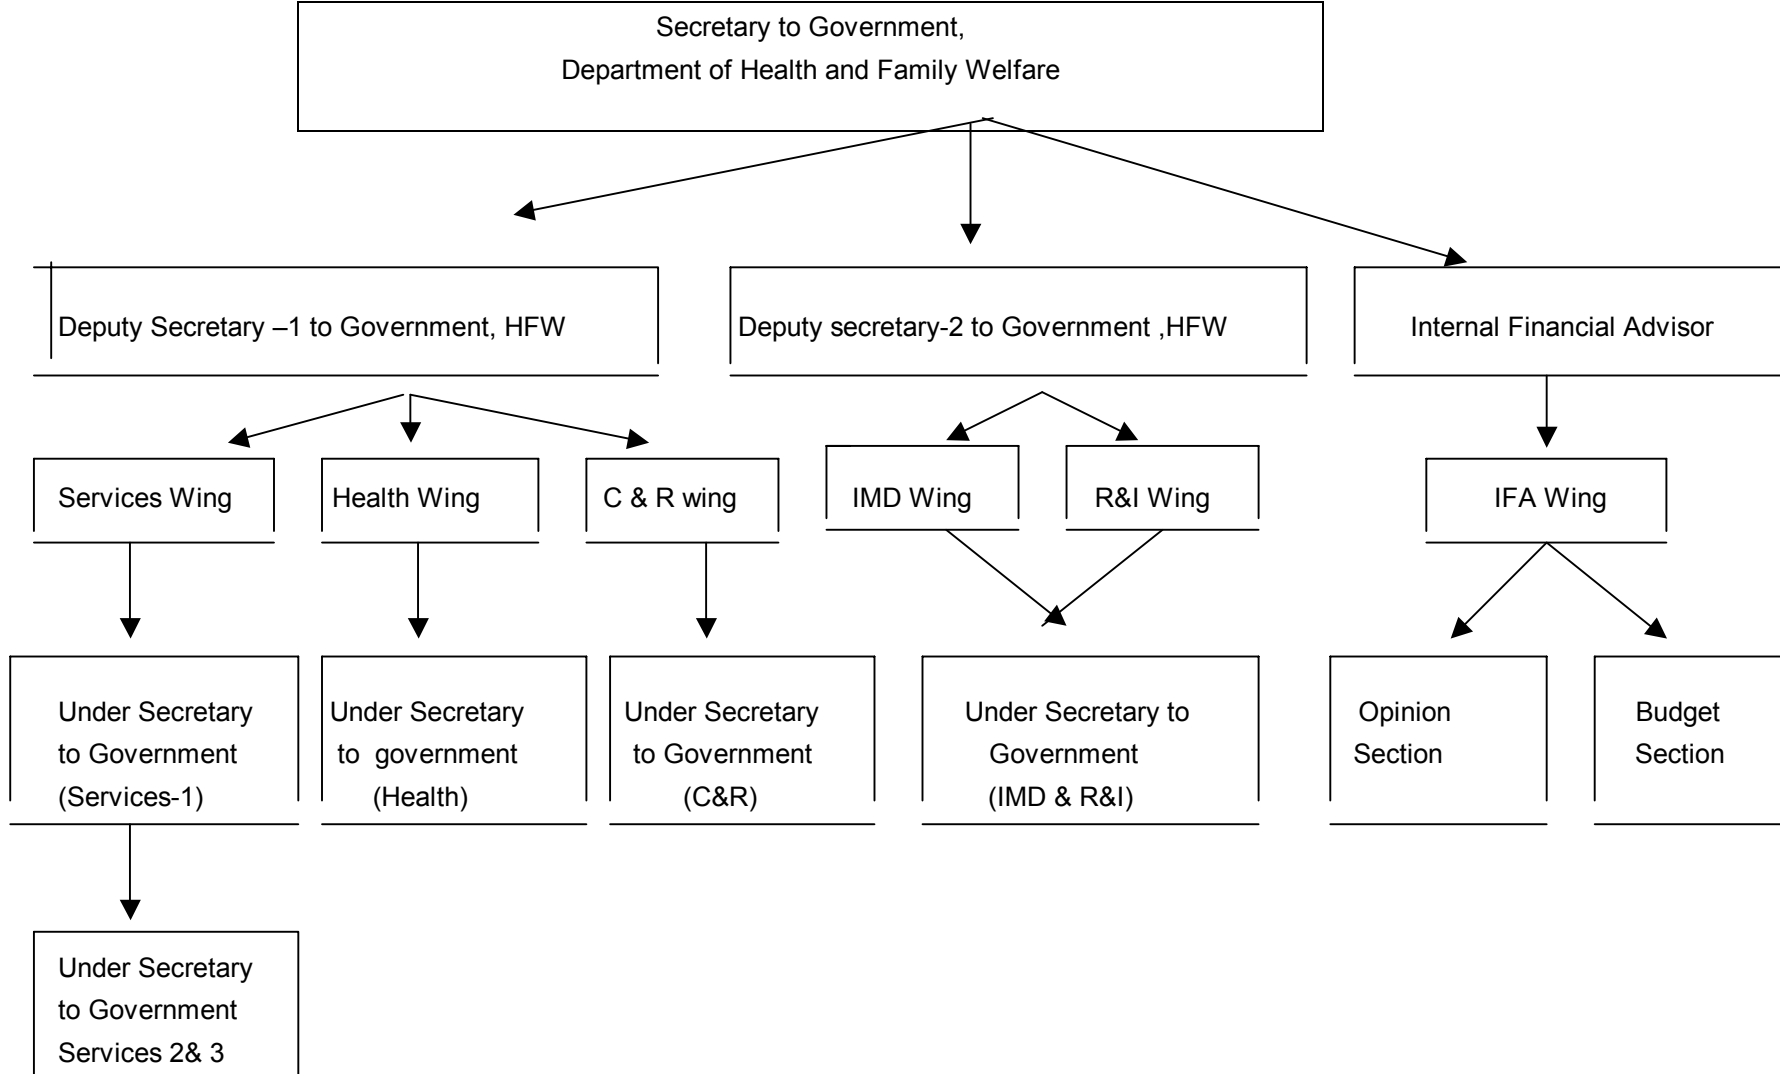 Secretary to Government,
Department of Health and Family Welfare
Deputy Secretary –1 to Government, HFW
Deputy secretary-2 to Government ,HFW
Internal Financial Advisor
Services Wing
Health Wing
C & R wing
IMD Wing
R&I Wing
IFA Wing
Under Secretary
to Government
(Services-1)
Under Secretary
to government
(Health)
Under Secretary
to Government
(C&R)
Under Secretary to
Government
(IMD & R&I)
Opinion
Section
Budget
Section
Under Secretary
to Government
Services 2& 3